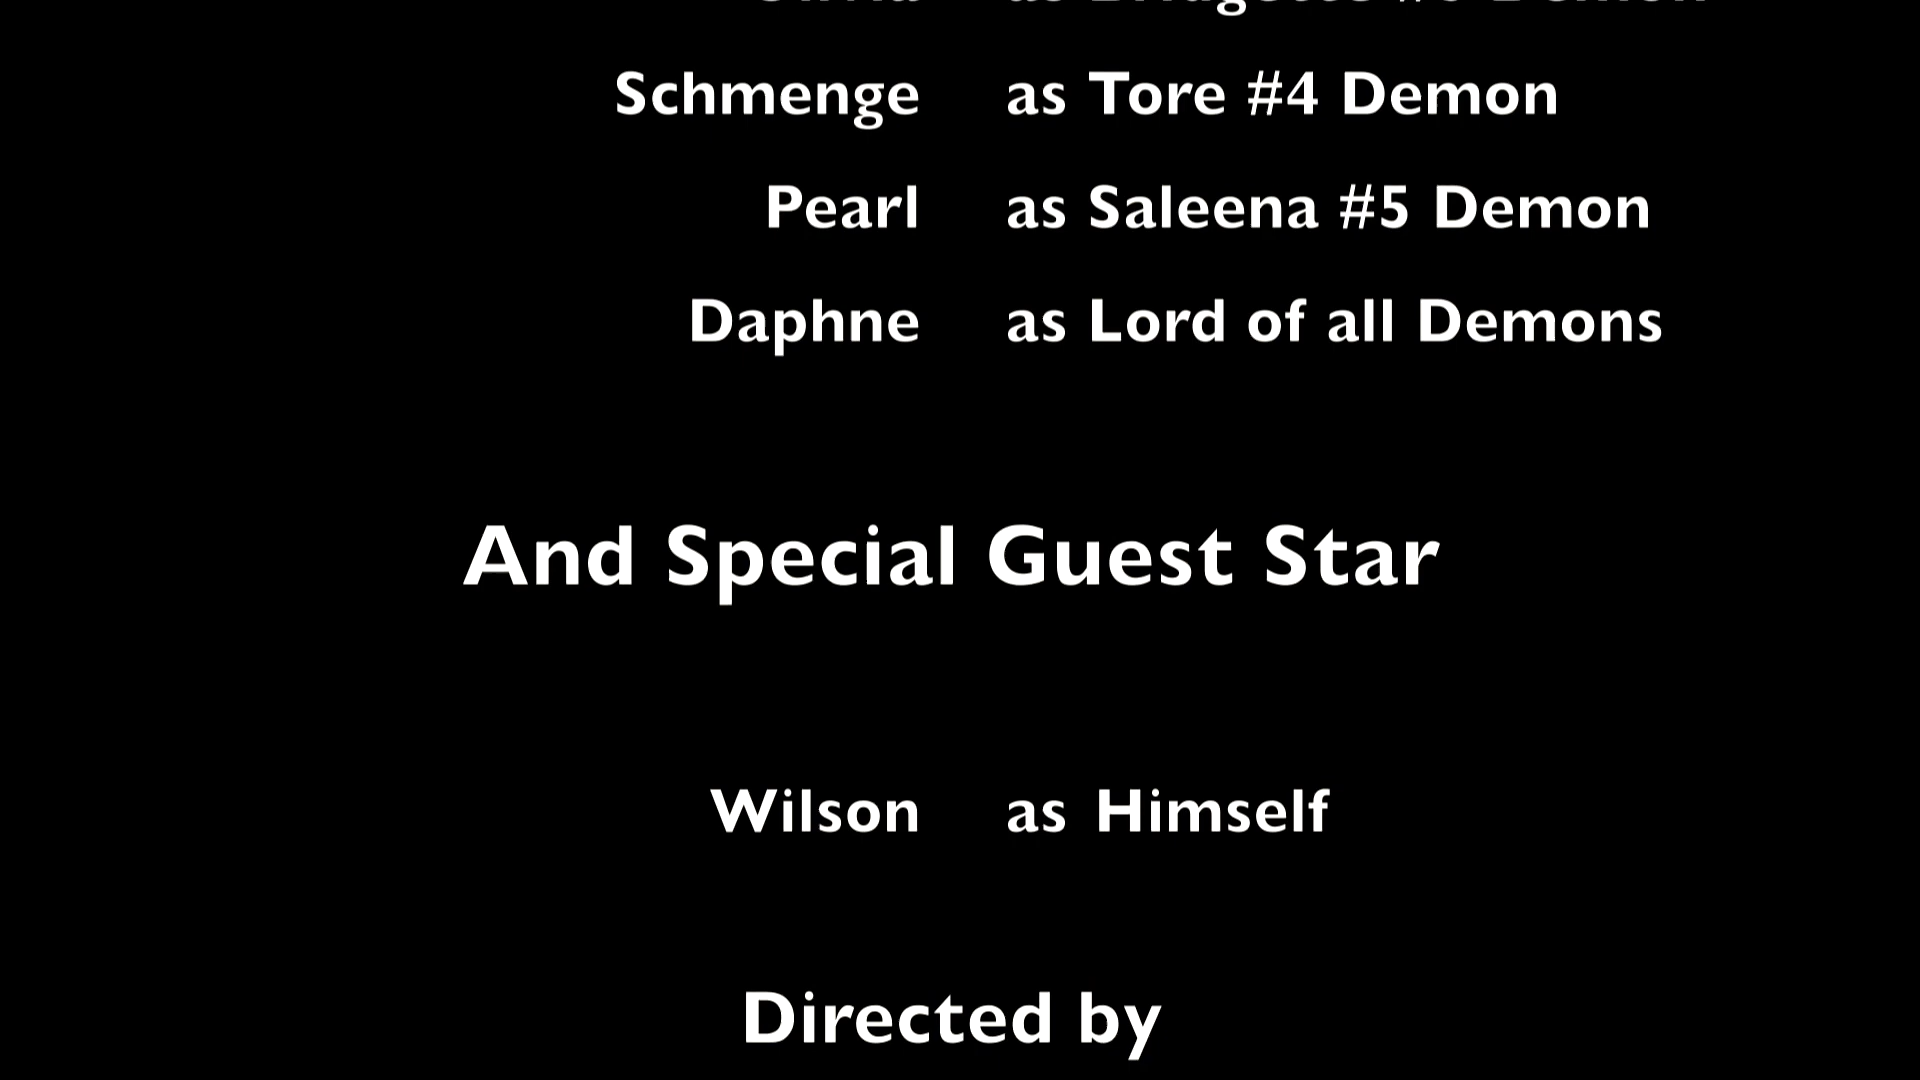 Schmenge as Tore #4 Demon
Pearl as Saleena #5 Demon
Daphne as Lord of all Demons
And Special Guest Star
Wilson as Himself
Directed by